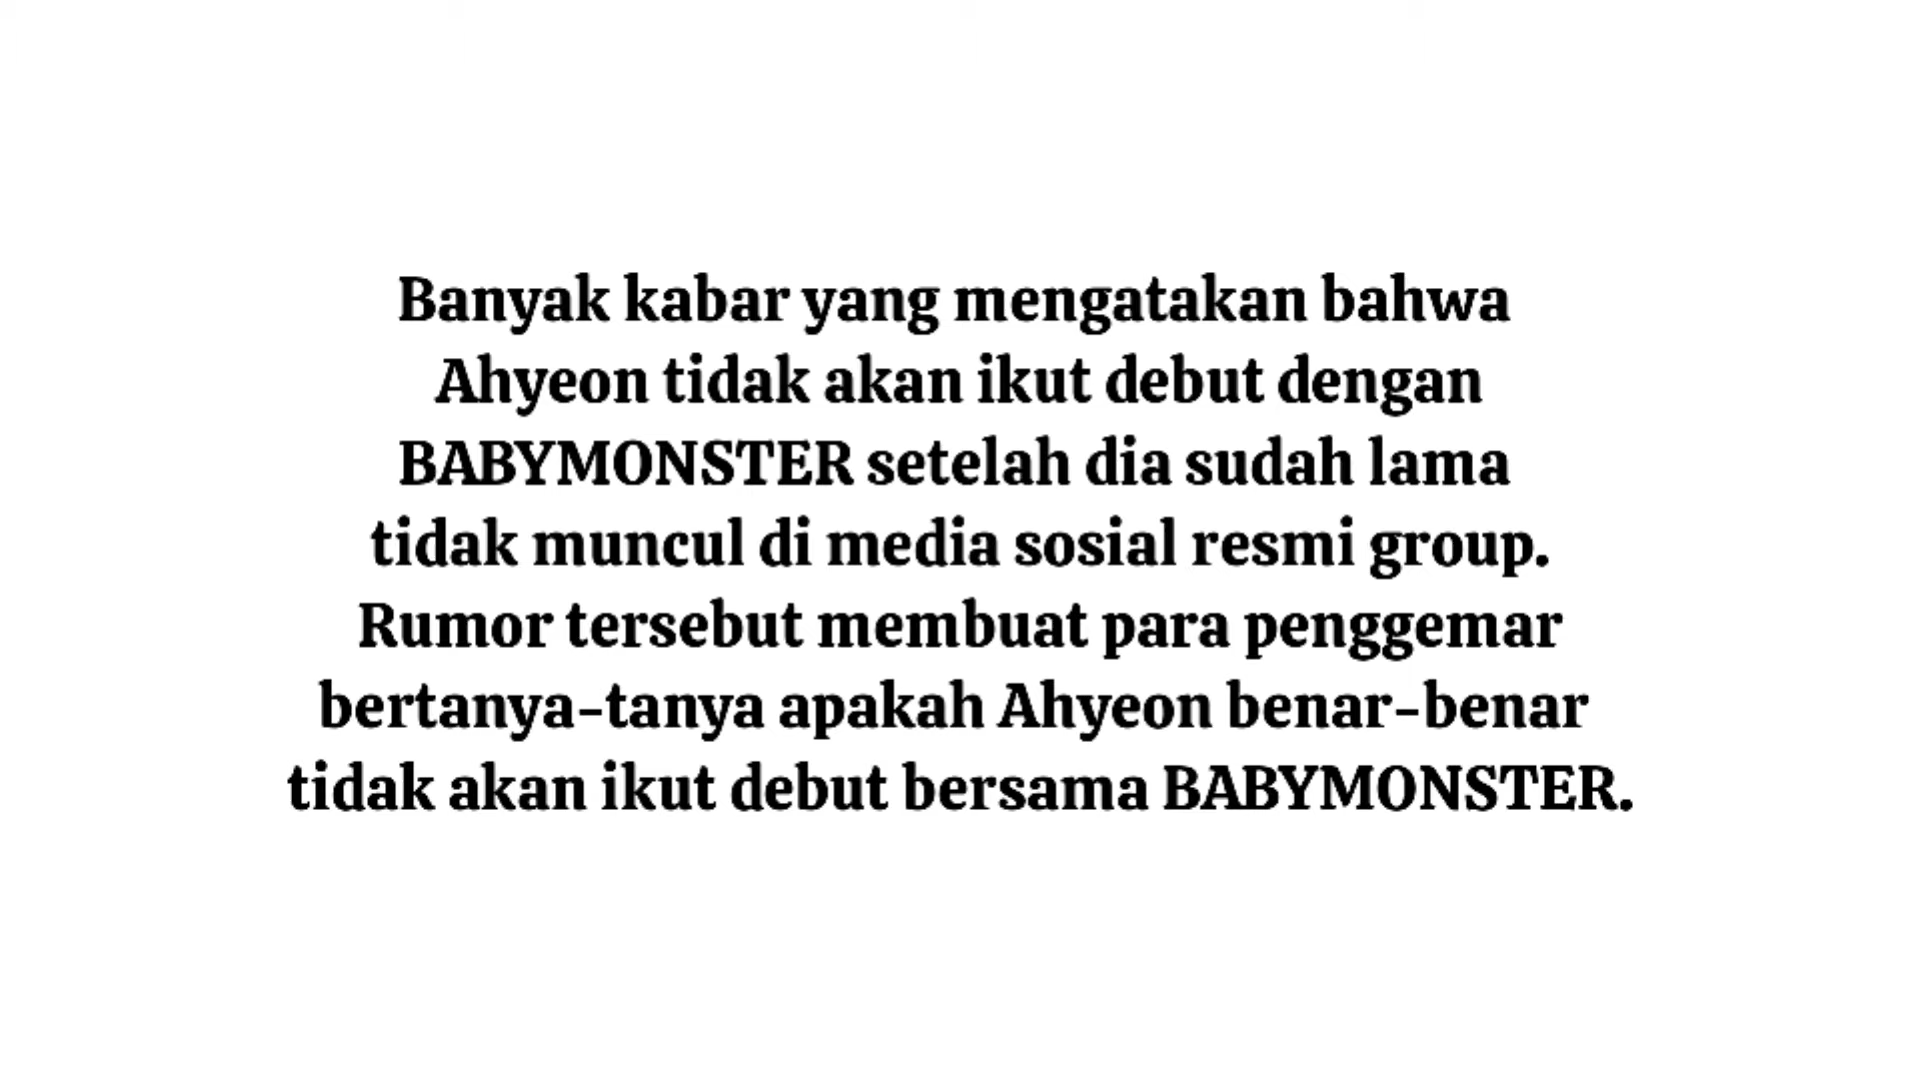 Banyak kabar yang mengatakan bahwa
Ahyeon tidak akan ikut debut dengan
BABYMONSTER setelah dia sudah lama
tidak muncul di media sosial resmi group.
Rumor tersebut membuat para penggemar
bertanya-tanya apakah Ahyeon benar-benar
tidak akan ikut debut bersama BABYMONSTER.